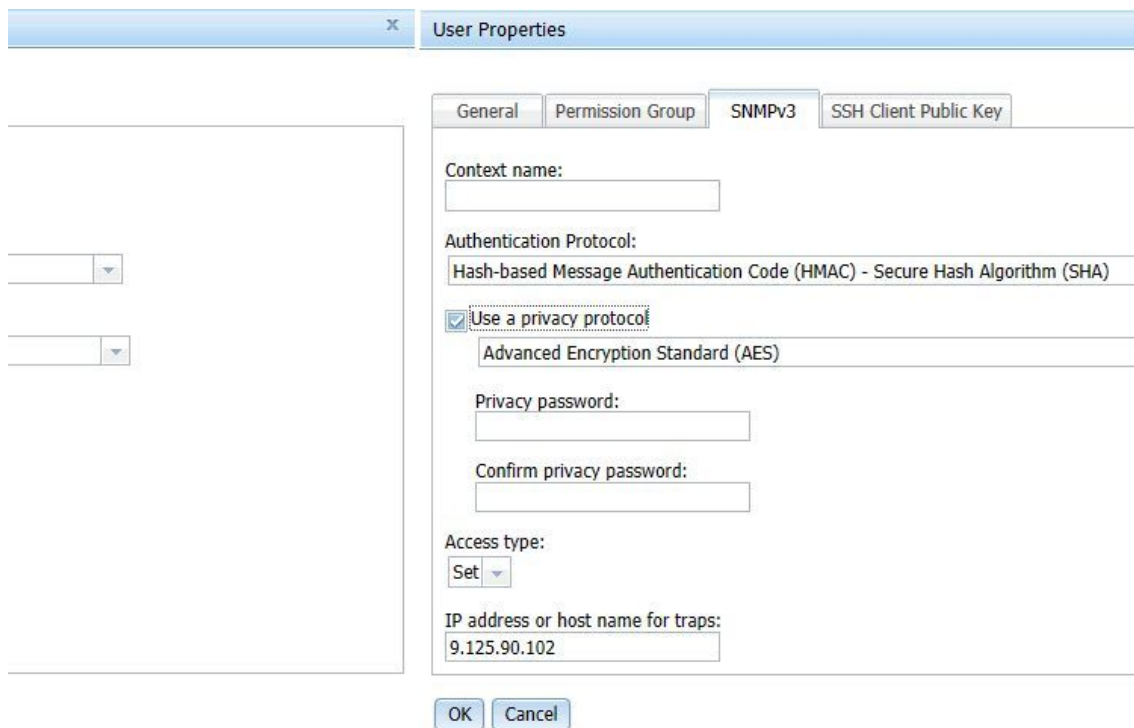 x
User Properties
General
Permission Group
SNMPv3
SSH Client Public Key
Context name:
Authentication Protocol:
Hash-based Message Authentication Code (HMAC) - Secure Hash Algorithm (SHA)
Use a privacy protocol
Advanced Encryption Standard (AES)
Privacy password:
Confirm privacy password:
Access type:
Set
IP address or host name for traps:
9.125.90.102
OK
Cancel